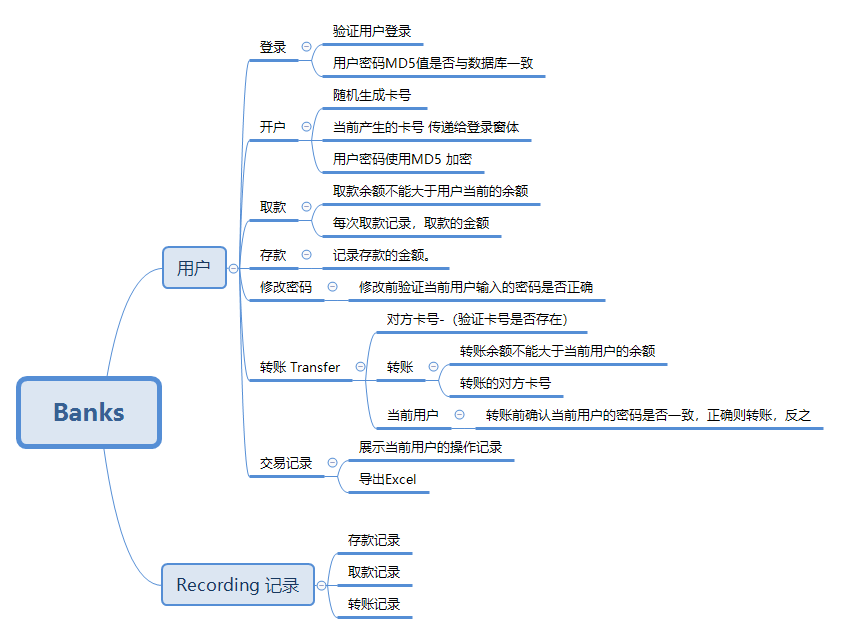 Banks
用户
登录
验证用户登录
用户密码MD5值是否与数据库一致
开户
随机生成卡号
当前产生的卡号 传递给登录窗体
用户密码使用MD5 加密
取款
取款余额不能大于用户当前的余额
每次取款记录，取款的金额
存款
记录存款的金额。
修改密码
修改前验证当前用户输入的密码是否正确
转账 Transfer
对方卡号-（验证卡号是否存在）
转账
转账余额不能大于当前用户的余额
转账的对方卡号
当前用户
转账前确认当前用户的密码是否一致，正确则转账，反之
交易记录
展示当前用户的操作记录
导出Excel
Recording 记录
存款记录
取款记录
转账记录